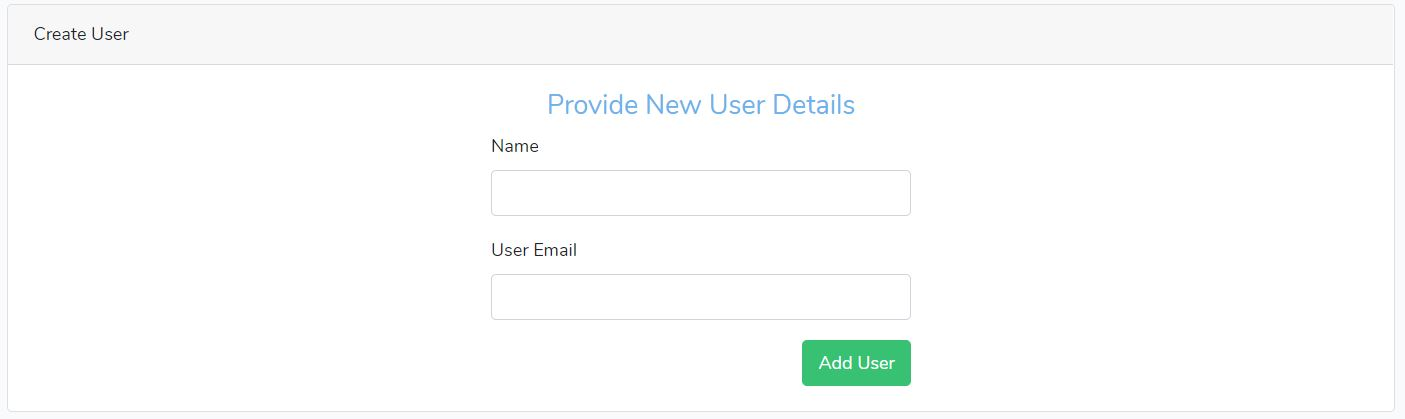 Create User
Provide New User Details
Name
User Email
Add User